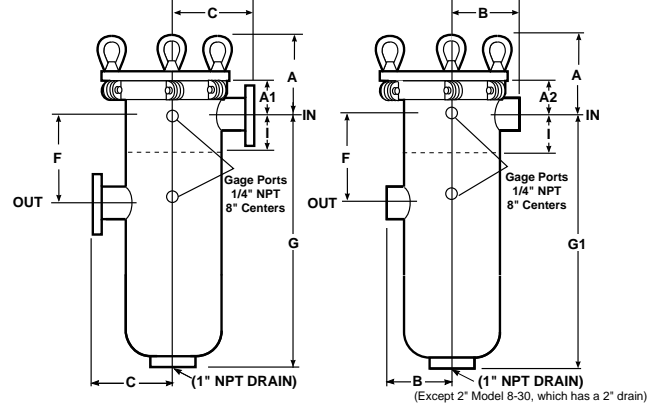 C
B
A
A
A1
A2
IN
IN
I
I
F
F
Gage Ports
1/4" NPT
8" Centers
Gage Ports
1/4" NPT
8" Centers
OUT
OUT
G
G1
C
(1" NPT DRAIN)
B
(1" NPT DRAIN)
(Except 2" Model 8-30, which has a 2" drain)